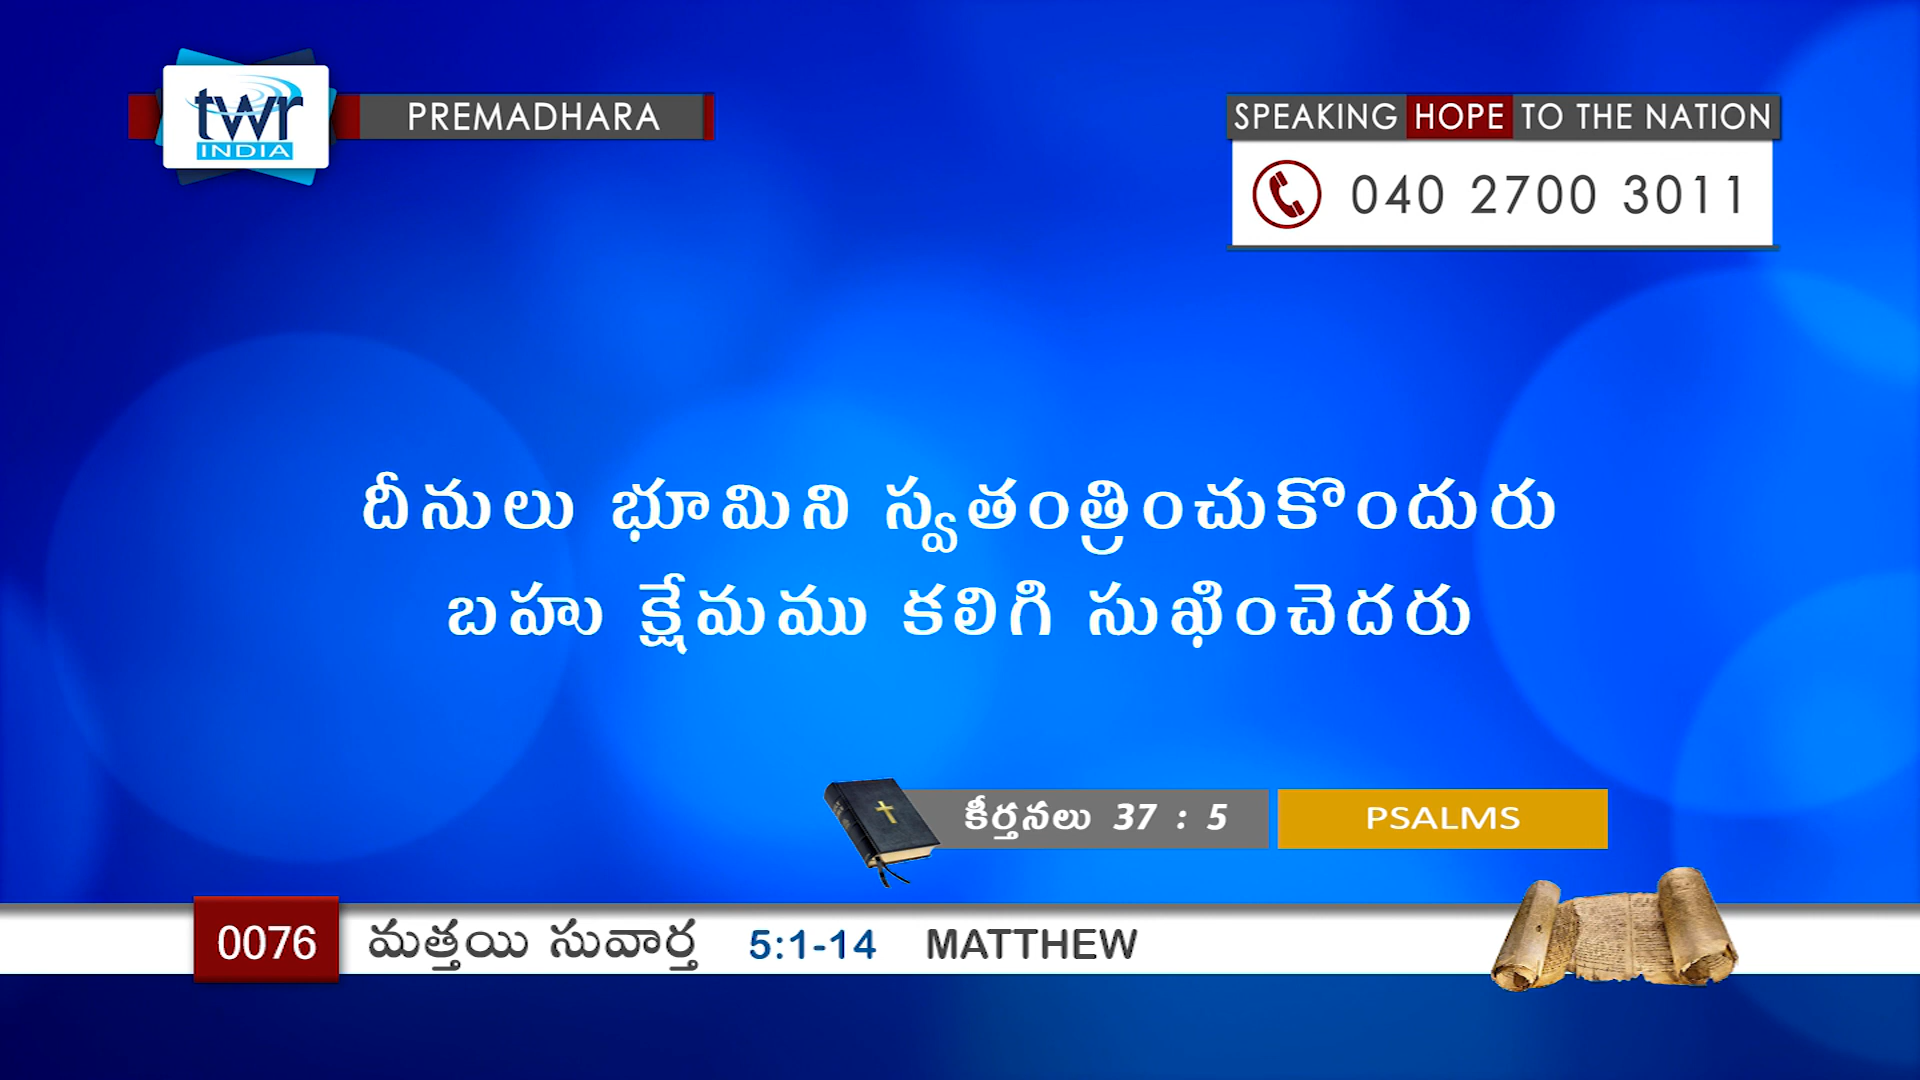 twr
INDIA
PREMADHARA
SPEAKING HOPE TO THE NATION
040 2700 3011
దీనులు భూమిని స్వతంత్రించుకొందురు
బహు క్షేమము కలిగి సుఖించెదరు
కీర్తనలు 37 : 5
PSALMS
0076 మత్తయి సువార్త 5:1-14 MATTHEW